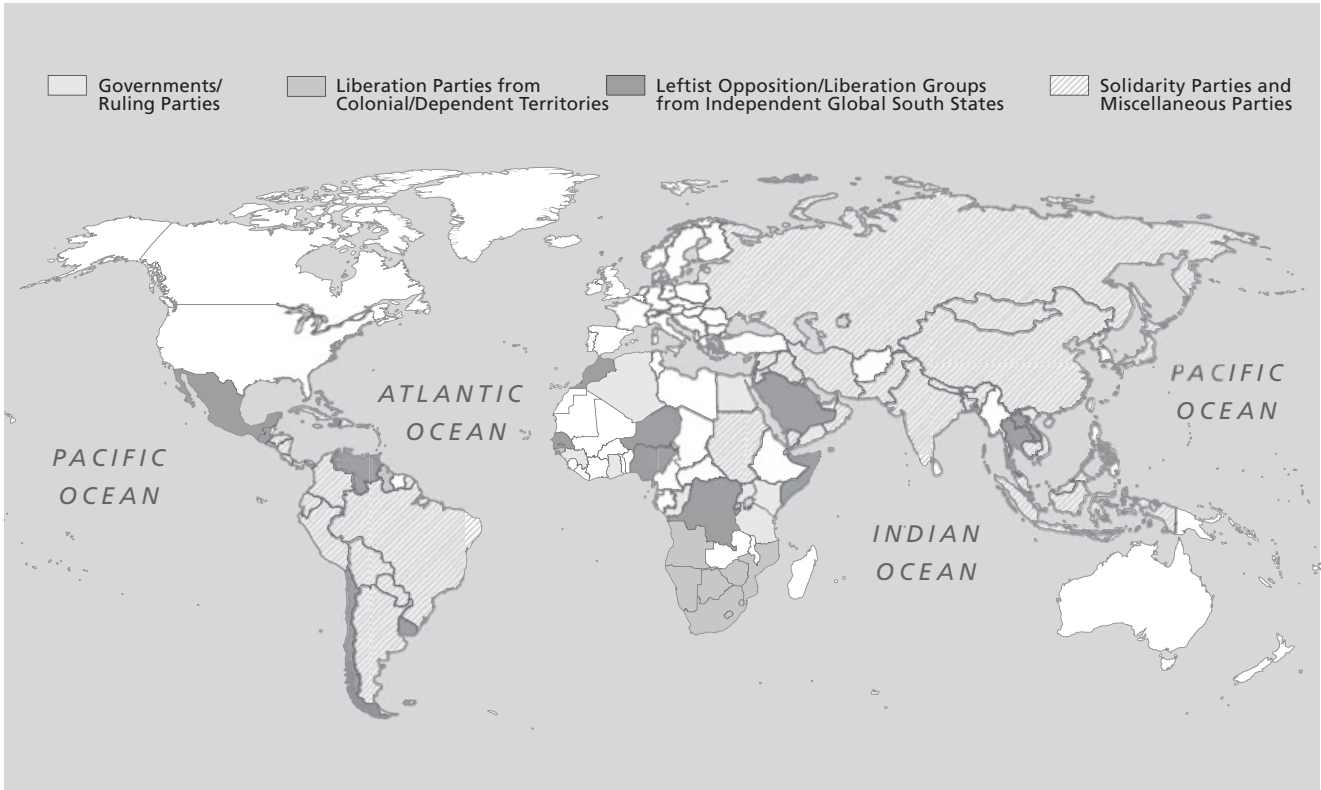 Governments/
Ruling Parties
Liberation Parties from
Colonial/Dependent Territories
Leftist Opposition/Liberation Groups
from Independent Global South States
Solidarity Parties and
Miscellaneous Parties
ATLANTIC
OCEAN
PACIFIC
OCEAN
PACIFIC
OCEAN
INDIAN
OCEAN